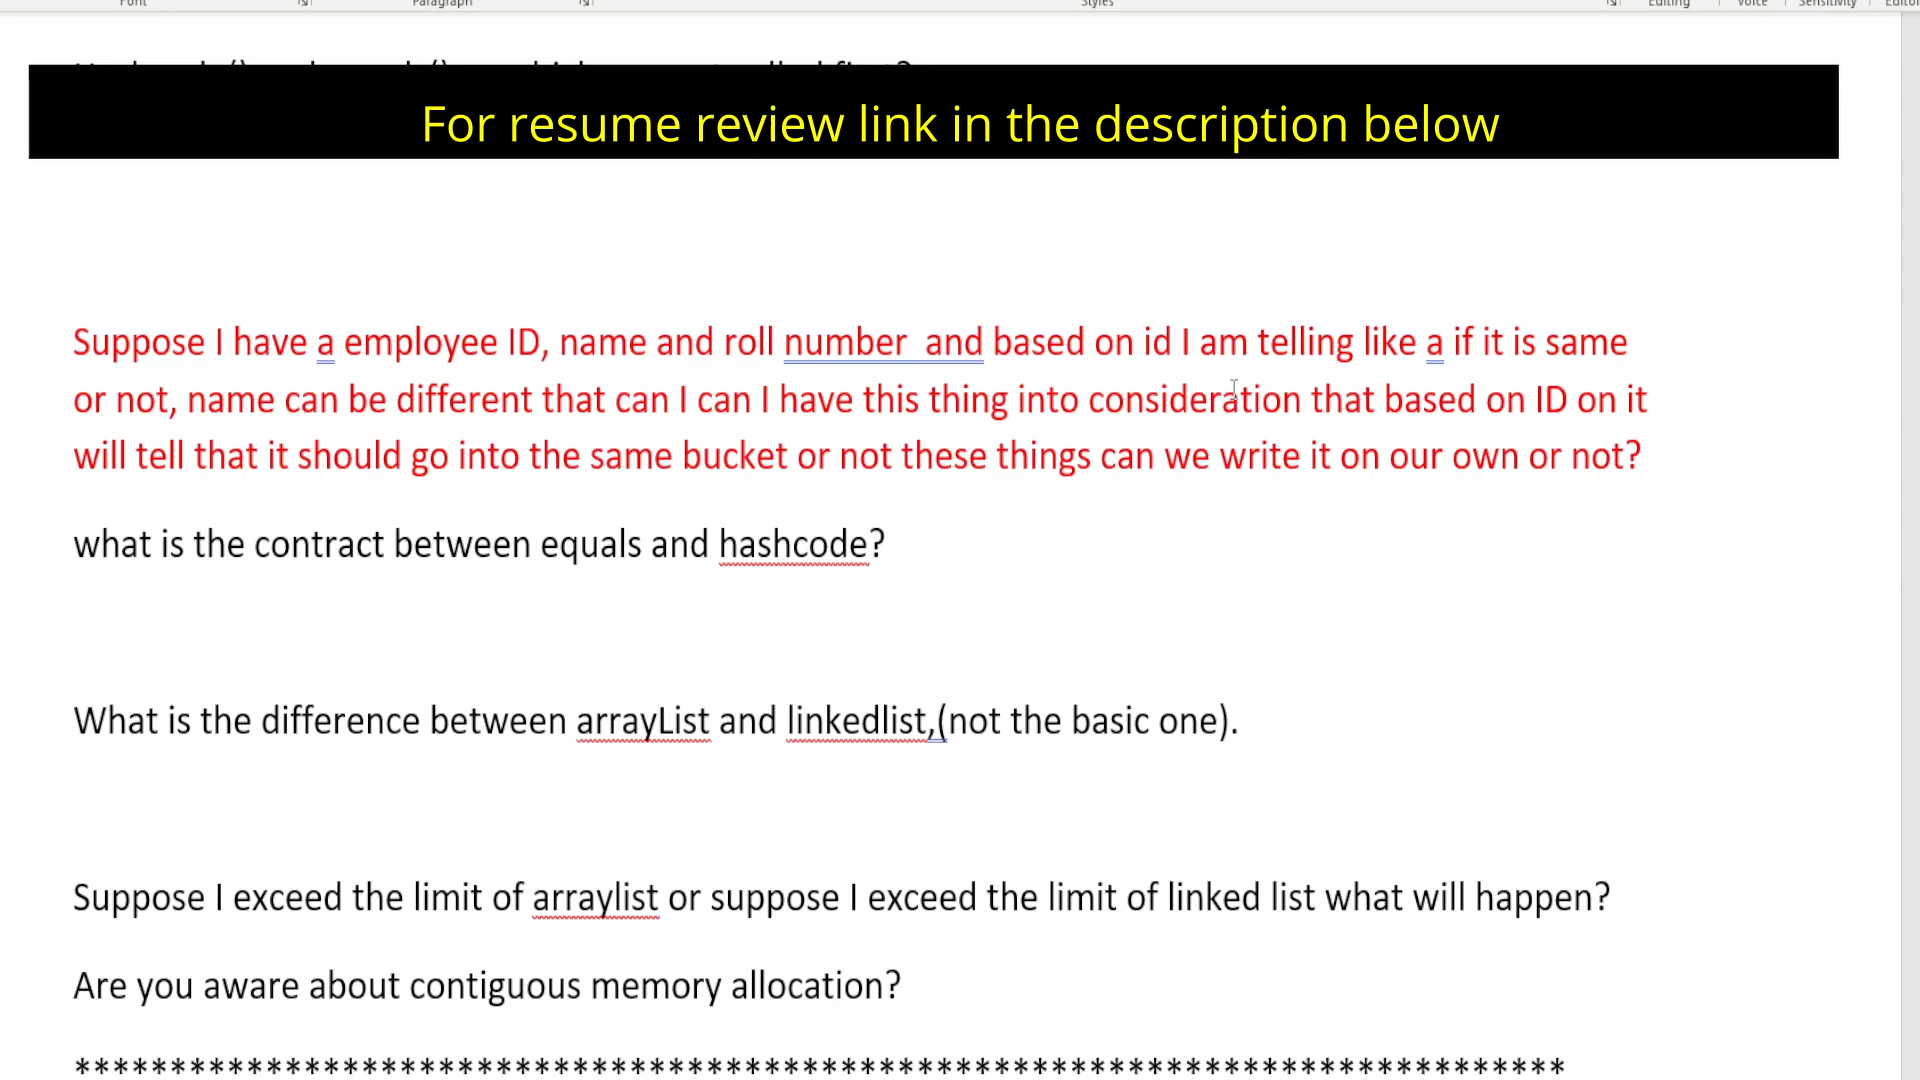 Font Paragraph Styles Editing Voice Sensitivity
For resume review link in the description below
Suppose I have a employee ID, name and roll number  and based on id I am telling like a if it is same
or not, name can be different that can I can I have this thing into consideration that based on ID on it
will tell that it should go into the same bucket or not these things can we write it on our own or not?
what is the contract between equals and hashcode?
What is the difference between arrayList and linkedlist,(not the basic one).
Suppose I exceed the limit of arraylist or suppose I exceed the limit of linked list what will happen?
Are you aware about contiguous memory allocation?
******************************************************************************